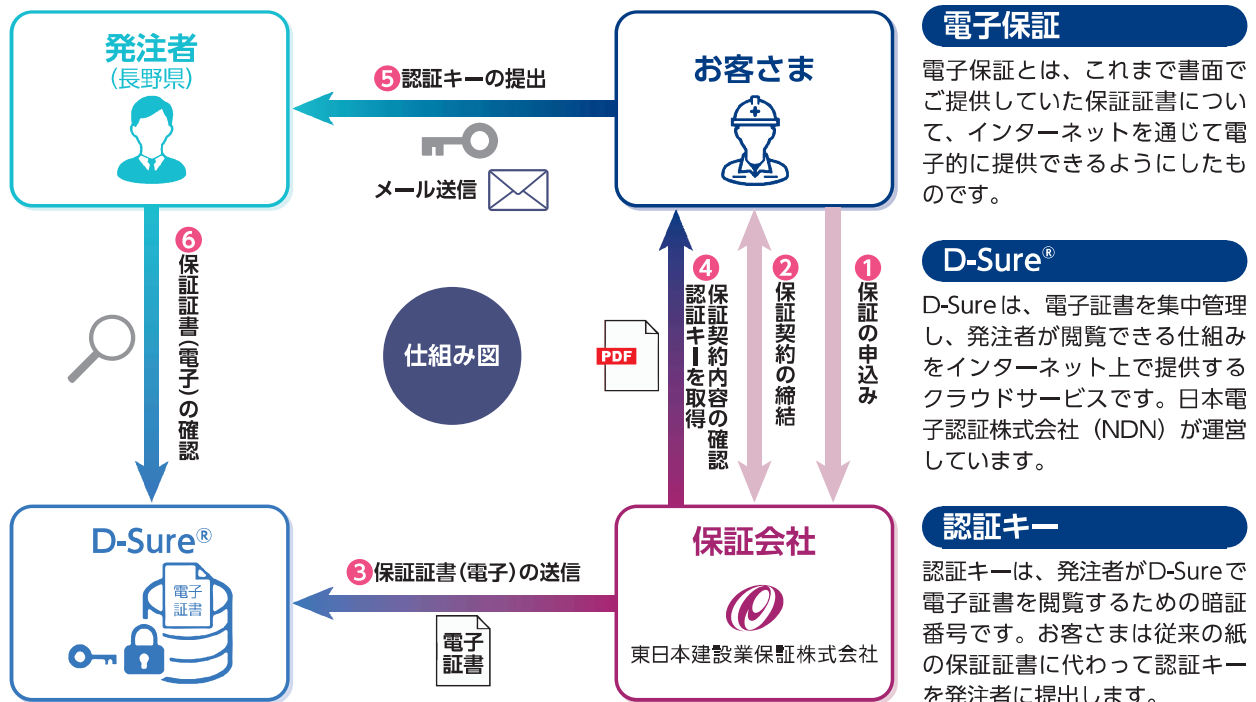 発注者
(長野県)
❺認証キーの提出
メール送信
お客さま
❻保証証書(電子)の確認
仕組み図
PDF
❹保証契約内容の確認
認証キーを取得
❷保証契約の締結
❶保証の申込み
D-Sure®
電子
証書
❸保証証書(電子)の送信
電子
証書
保証会社
東日本建設業保証株式会社
電子保証
電子保証とは、これまで書面で
ご提供していた保証証書につい
て、インターネットを通じて電
子的に提供できるようにしたも
のです。
D-Sure®
D-Sureは、電子証書を集中管理
し、発注者が閲覧できる仕組み
をインターネット上で提供する
クラウドサービスです。日本電
子認証株式会社（NDN）が運営
しています。
認証キー
認証キーは、発注者がD-Sureで
電子証書を閲覧するための暗証
番号です。お客さまは従来の紙
の保証証書に代わって認証キー
を発注者に提出します。